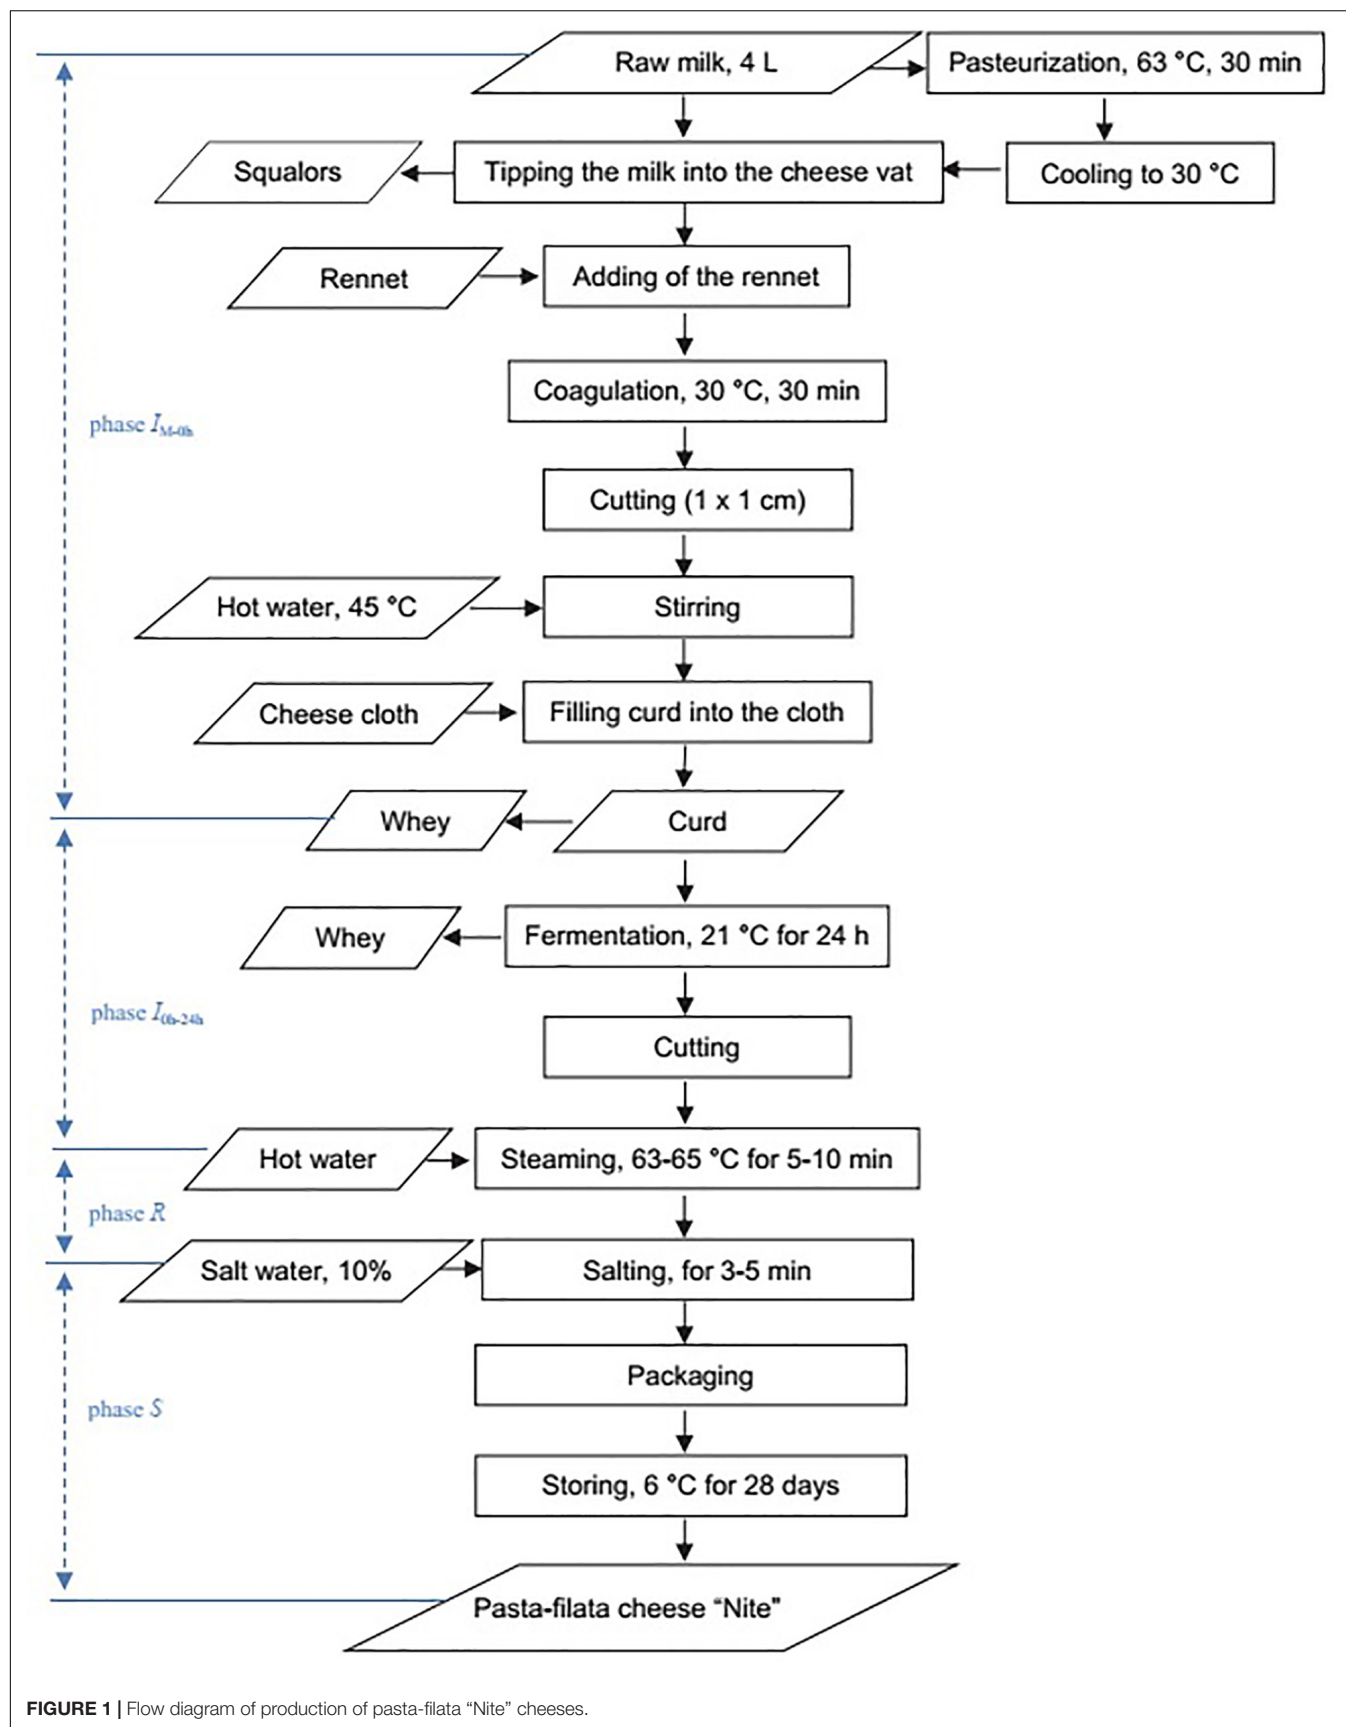 Raw milk, 4 L
Pasteurization, 63 °C, 30 min
Squalors
Tipping the milk into the cheese vat
Cooling to 30 °C
Rennet
Adding of the rennet
Coagulation, 30 °C, 30 min
phase I M-0h
Cutting (1 x 1 cm)
Hot water, 45 °C
Stirring
Cheese cloth
Filling curd into the cloth
Whey
Curd
Whey
Fermentation, 21 °C for 24 h
phase I 0h-24h
Cutting
Hot water
Steaming, 63-65 °C for 5-10 min
phase R
Salt water, 10%
Salting, for 3-5 min
Packaging
phase S
Storing, 6 °C for 28 days
Pasta-filata cheese “Nite”
FIGURE 1 | Flow diagram of production of pasta-filata “Nite” cheeses.